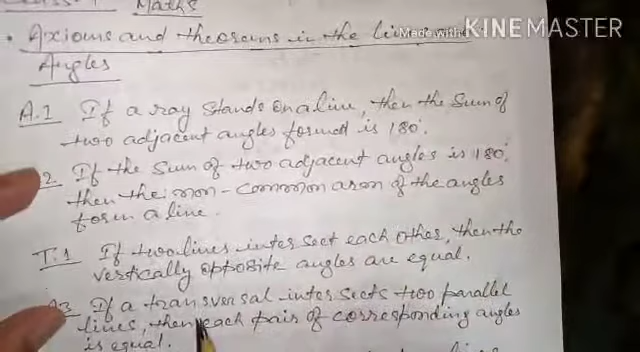 Maths
• Axioms and theorems in the lines and
Made with KINEMASTER
Angles
A.1 If a ray stands on a line, then the sum of
two adjacent angles formed is 180°.
2. If the sum of two adjacent angles is 180°.
then the non-common arm of the angles
form a line.
T.1 If two lines intersect each other, then the
vertically opposite angles are equal.
A3 If a transversal intersects two parallel
lines, then each pair of corresponding angles
is equal.